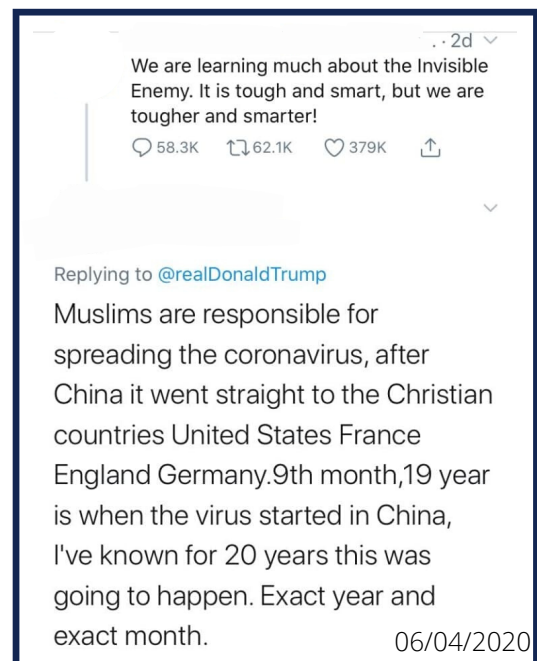 . · 2d
We are learning much about the Invisible
Enemy. It is tough and smart, but we are
tougher and smarter!
58.3K 62.1K 379K
Replying to @realDonaldTrump
Muslims are responsible for
spreading the coronavirus, after
China it went straight to the Christian
countries United States France
England Germany.9th month,19 year
is when the virus started in China,
I've known for 20 years this was
going to happen. Exact year and
exact month.
06/04/2020